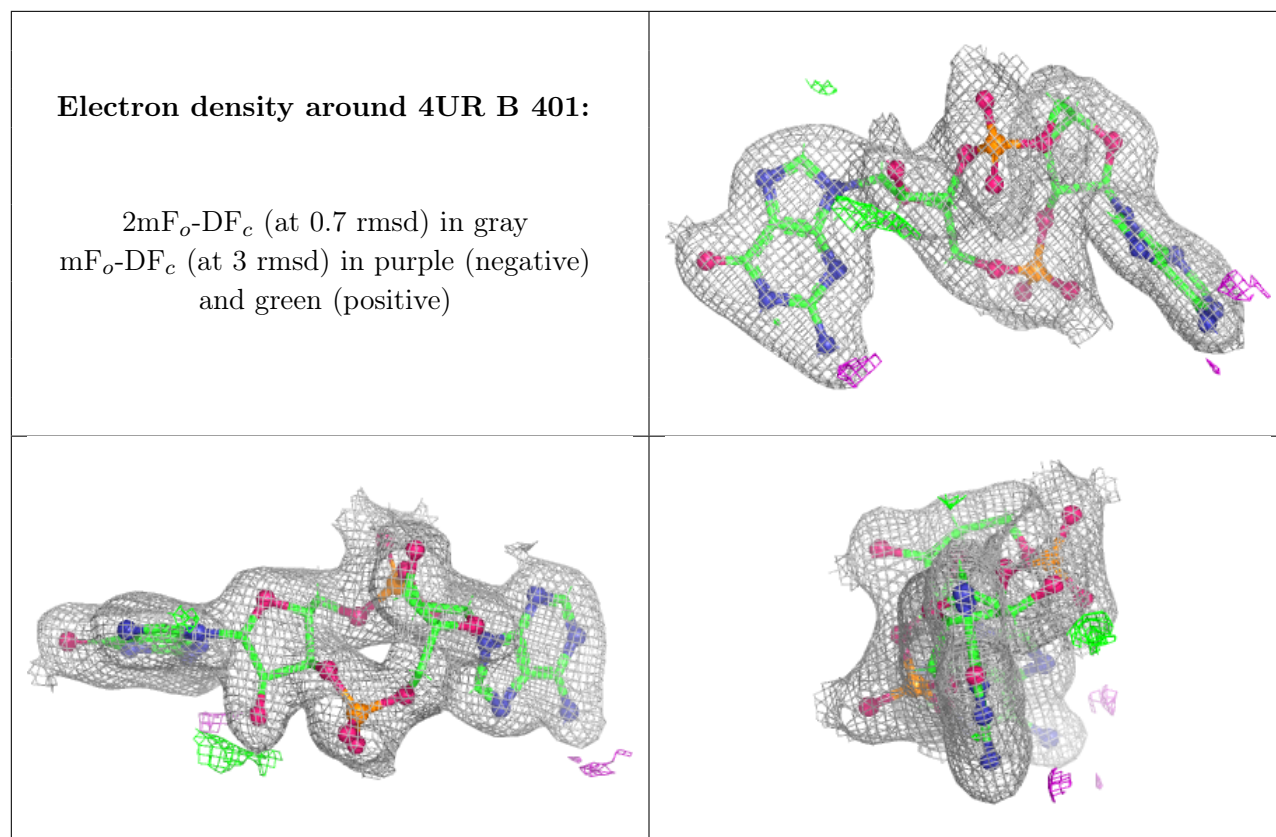 Electron density around 4UR B 401:
2mFo-DFc (at 0.7 rmsd) in gray
mFo-DFc (at 3 rmsd) in purple (negative)
and green (positive)